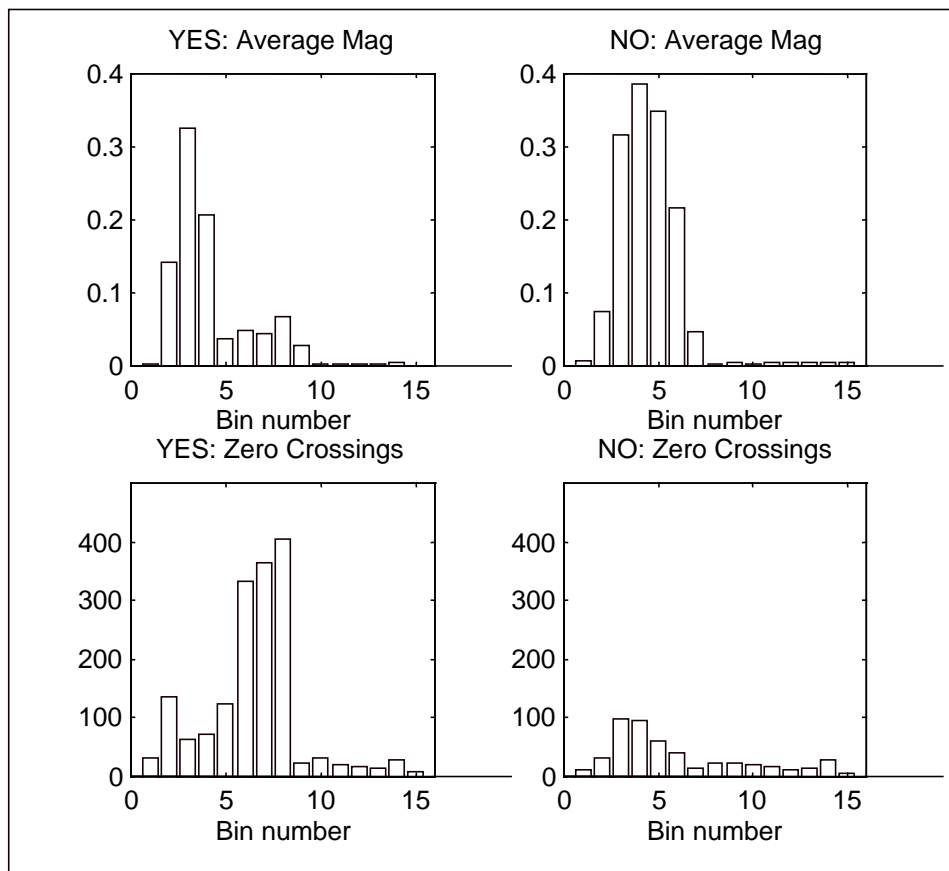 YES: Average Mag
0.4
0.3
0.2
0.1
0
0 5 10 15
Bin number
NO: Average Mag
0.4
0.3
0.2
0.1
0
0 5 10 15
Bin number
YES: Zero Crossings
400
300
200
100
0
0 5 10 15
Bin number
NO: Zero Crossings
400
300
200
100
0
0 5 10 15
Bin number